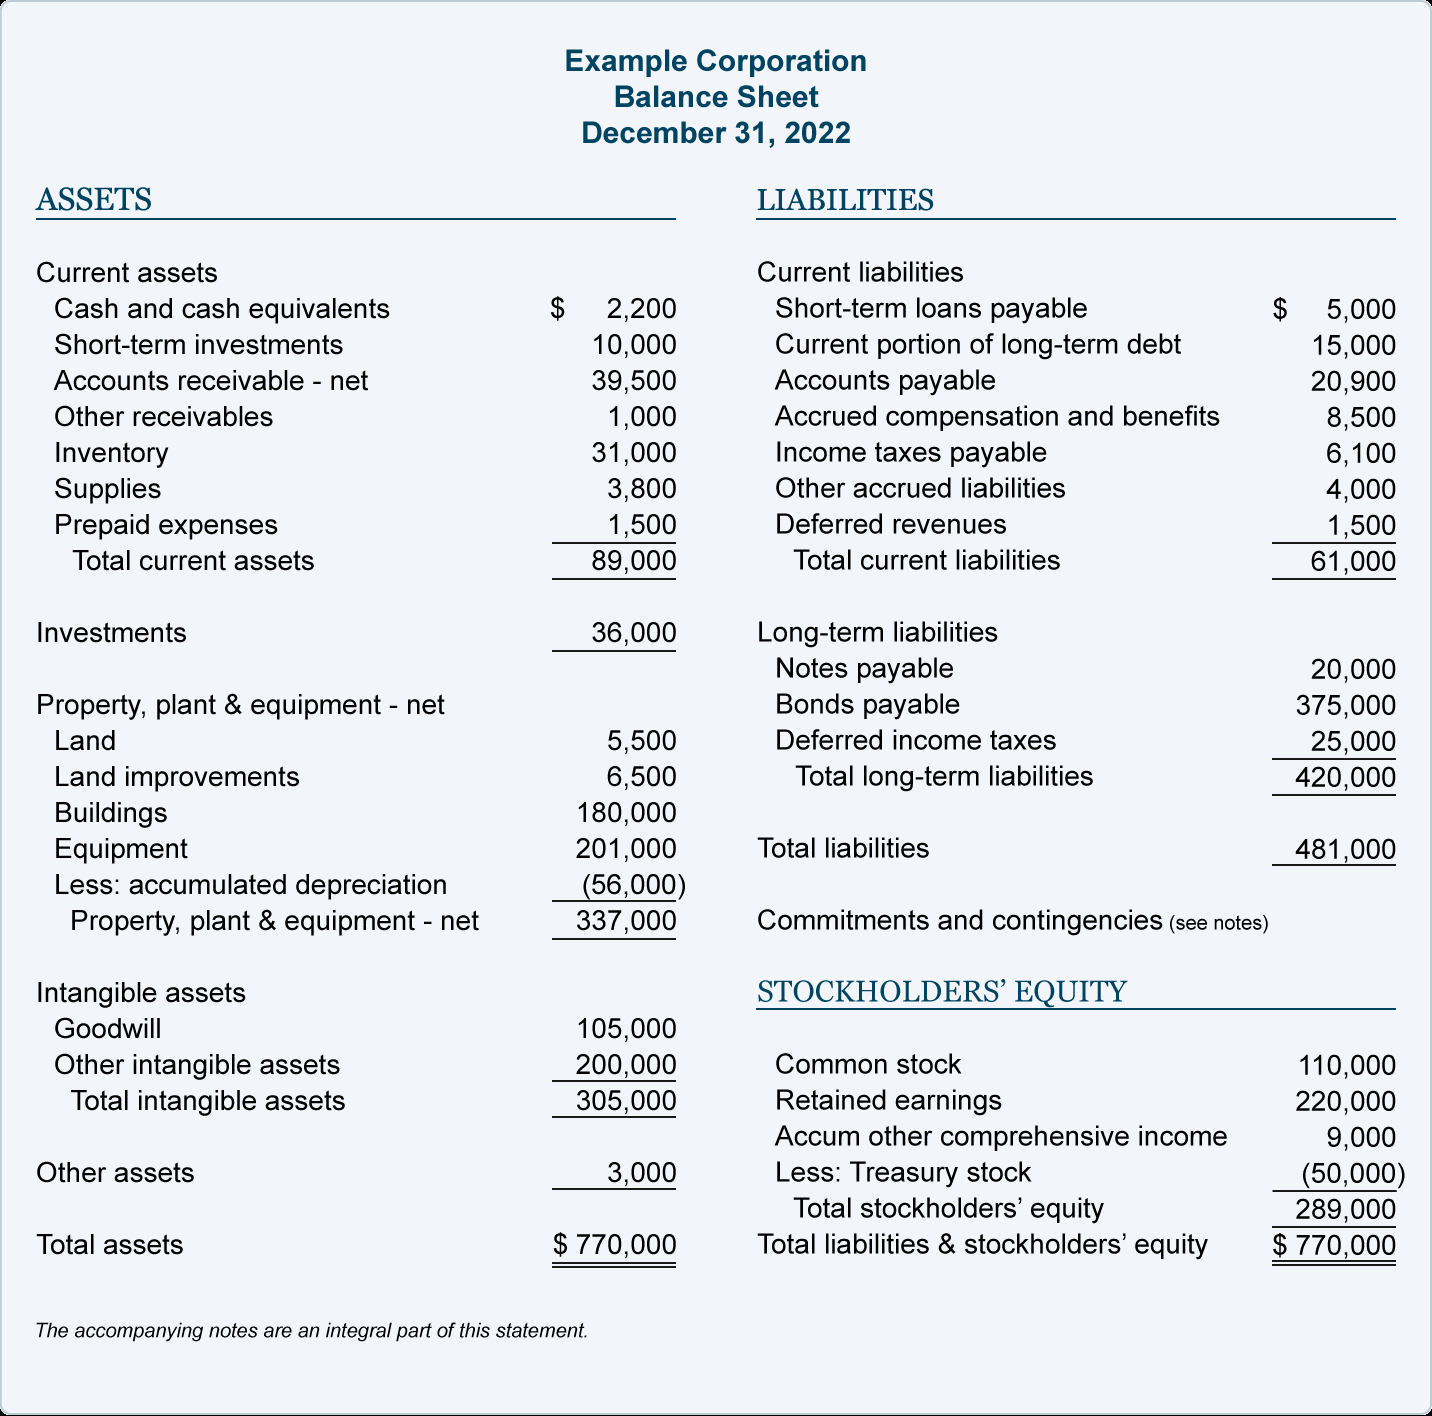 Example Corporation
Balance Sheet
December 31, 2022
ASSETS
Current assets
Cash and cash equivalents $ 2,200
Short-term investments 10,000
Accounts receivable - net 39,500
Other receivables 1,000
Inventory 31,000
Supplies 3,800
Prepaid expenses 1,500
Total current assets 89,000
Investments 36,000
Property, plant & equipment - net
Land 5,500
Land improvements 6,500
Buildings 180,000
Equipment 201,000
Less: accumulated depreciation (56,000)
Property, plant & equipment - net 337,000
Intangible assets
Goodwill 105,000
Other intangible assets 200,000
Total intangible assets 305,000
Other assets 3,000
Total assets $ 770,000
LIABILITIES
Current liabilities
Short-term loans payable $ 5,000
Current portion of long-term debt 15,000
Accounts payable 20,900
Accrued compensation and benefits 8,500
Income taxes payable 6,100
Other accrued liabilities 4,000
Deferred revenues 1,500
Total current liabilities 61,000
Long-term liabilities
Notes payable 20,000
Bonds payable 375,000
Deferred income taxes 25,000
Total long-term liabilities 420,000
Total liabilities 481,000
Commitments and contingencies (see notes)
STOCKHOLDERS’ EQUITY
Common stock 110,000
Retained earnings 220,000
Accum other comprehensive income 9,000
Less: Treasury stock (50,000)
Total stockholders’ equity 289,000
Total liabilities & stockholders’ equity $ 770,000
The accompanying notes are an integral part of this statement.